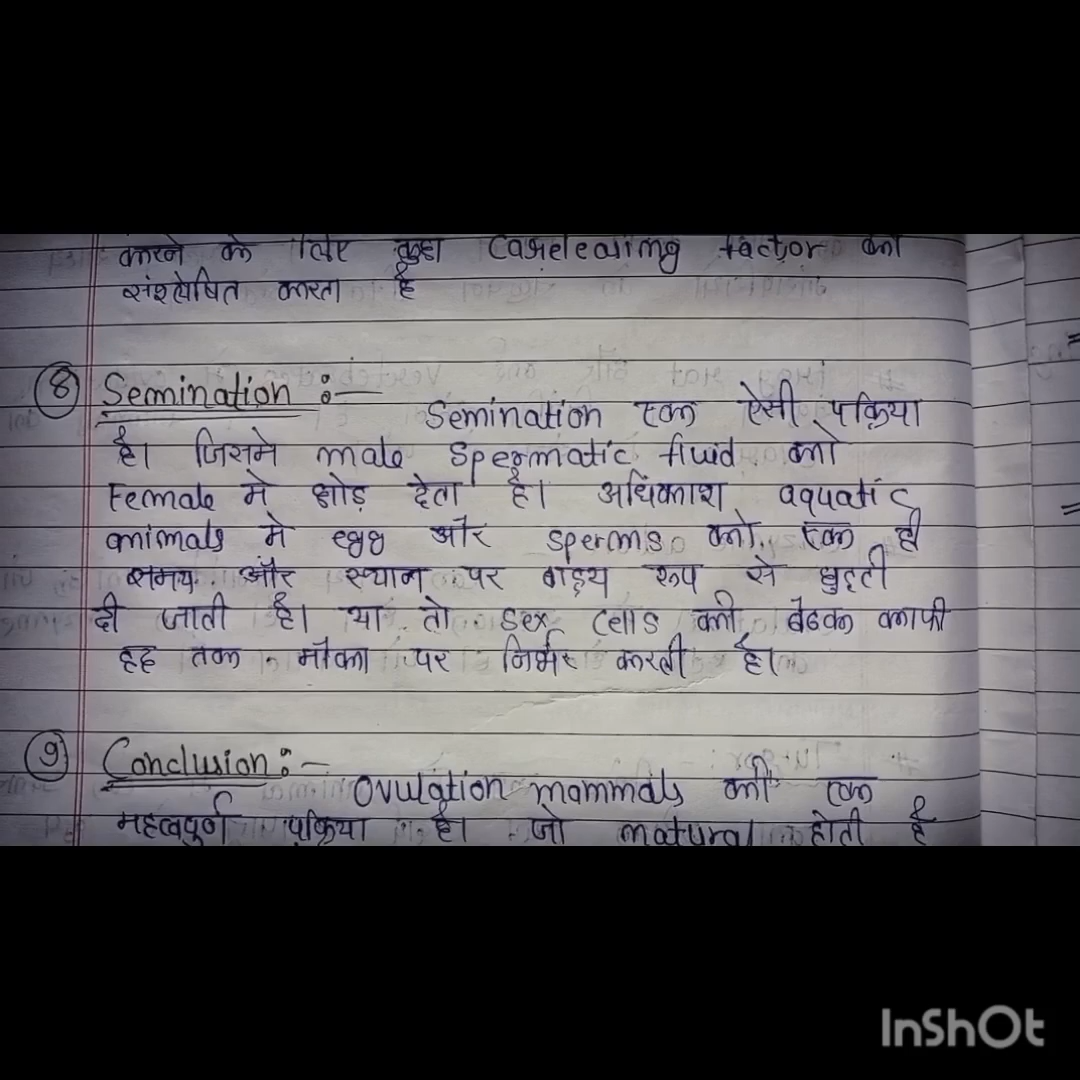 करने के लिए कुछ factor का
संश्लेषित करता है
8 Semination :—
Semination एक ऐसी प्रक्रिया
है। जिसमे male Spermatic fluid को
Female मे छोड़ देता है। अधिकाश aquatic
animals मे egg और sperms को एक ही
समय और स्थान पर बाह्य रूप से छुट्टी
दी जाती है। या तो sex cells की बैठक काफी
हद तक मौका पर निर्भर करती है।
9 Conclusion :—
Ovulation mammals की एक
महत्वपूर्ण प्रक्रिया है। जो natural होती है
InShOt